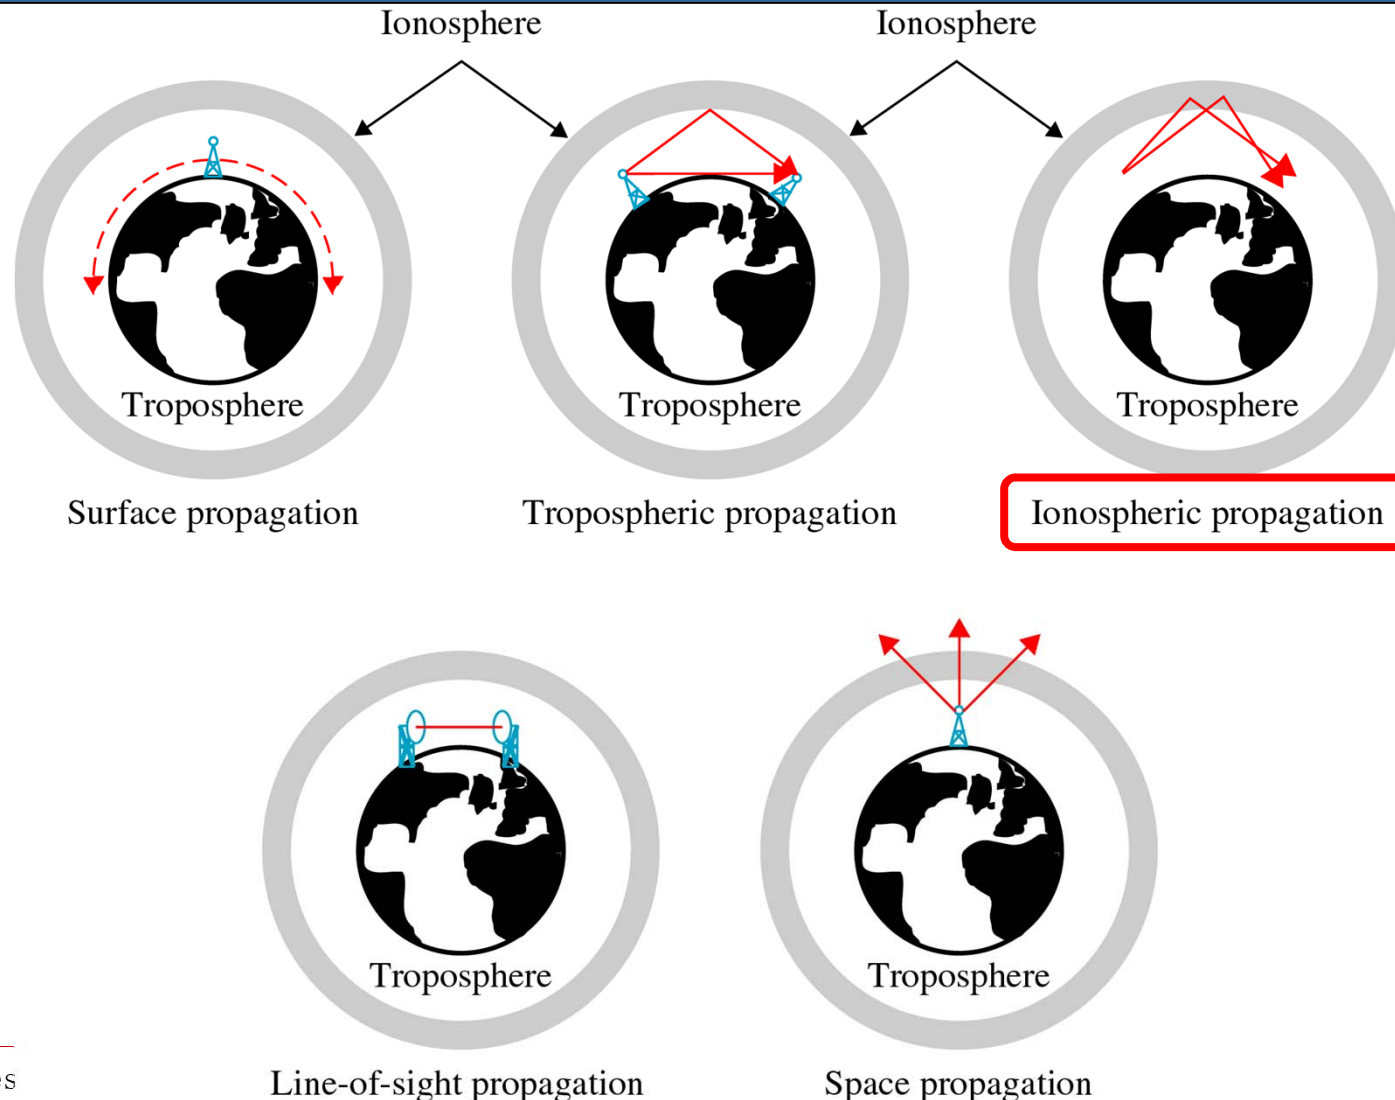 Ionosphere
Ionosphere
Troposphere
Troposphere
Troposphere
Surface propagation
Tropospheric propagation
Ionospheric propagation
Troposphere
Troposphere
Line-of-sight propagation
Space propagation